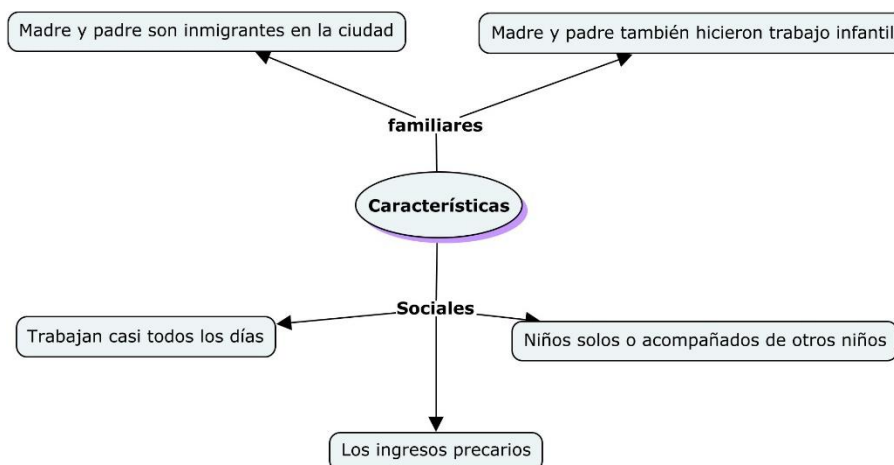 Madre y padre son inmigrantes en la ciudad
Madre y padre también hicieron trabajo infantil
familiares
Características
Sociales
Trabajan casi todos los días
Niños solos o acompañados de otros niños
Los ingresos precarios